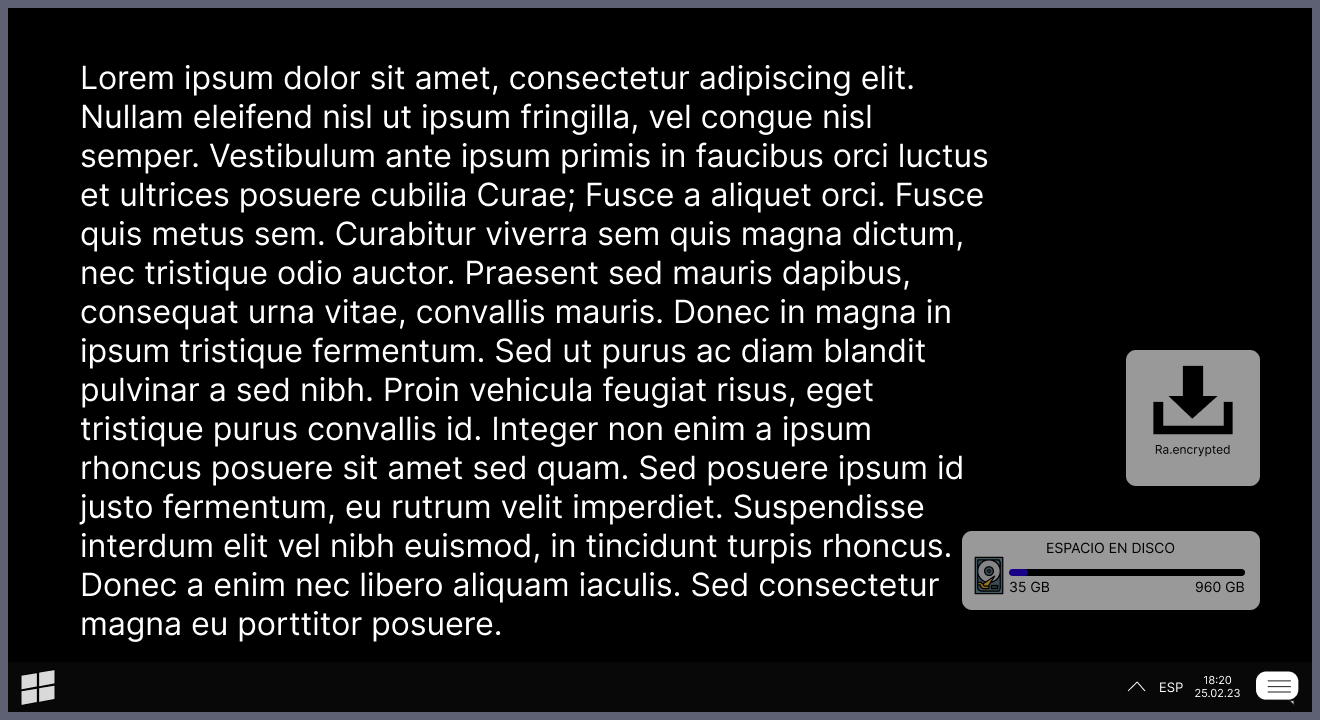 Lorem ipsum dolor sit amet, consectetur adipiscing elit.
Nullam eleifend nisl ut ipsum fringilla, vel congue nisl
semper. Vestibulum ante ipsum primis in faucibus orci luctus
et ultrices posuere cubilia Curae; Fusce a aliquet orci. Fusce
quis metus sem. Curabitur viverra sem quis magna dictum,
nec tristique odio auctor. Praesent sed mauris dapibus,
consequat urna vitae, convallis mauris. Donec in magna in
ipsum tristique fermentum. Sed ut purus ac diam blandit
pulvinar a sed nibh. Proin vehicula feugiat risus, eget
tristique purus convallis id. Integer non enim a ipsum
rhoncus posuere sit amet sed quam. Sed posuere ipsum id
justo fermentum, eu rutrum velit imperdiet. Suspendisse
interdum elit vel nibh euismod, in tincidunt turpis rhoncus.
Donec a enim nec libero aliquam iaculis. Sed consectetur
magna eu porttitor posuere.
Ra.encrypted
ESPACIO EN DISCO
35 GB 960 GB
ESP
18:20
25.02.23